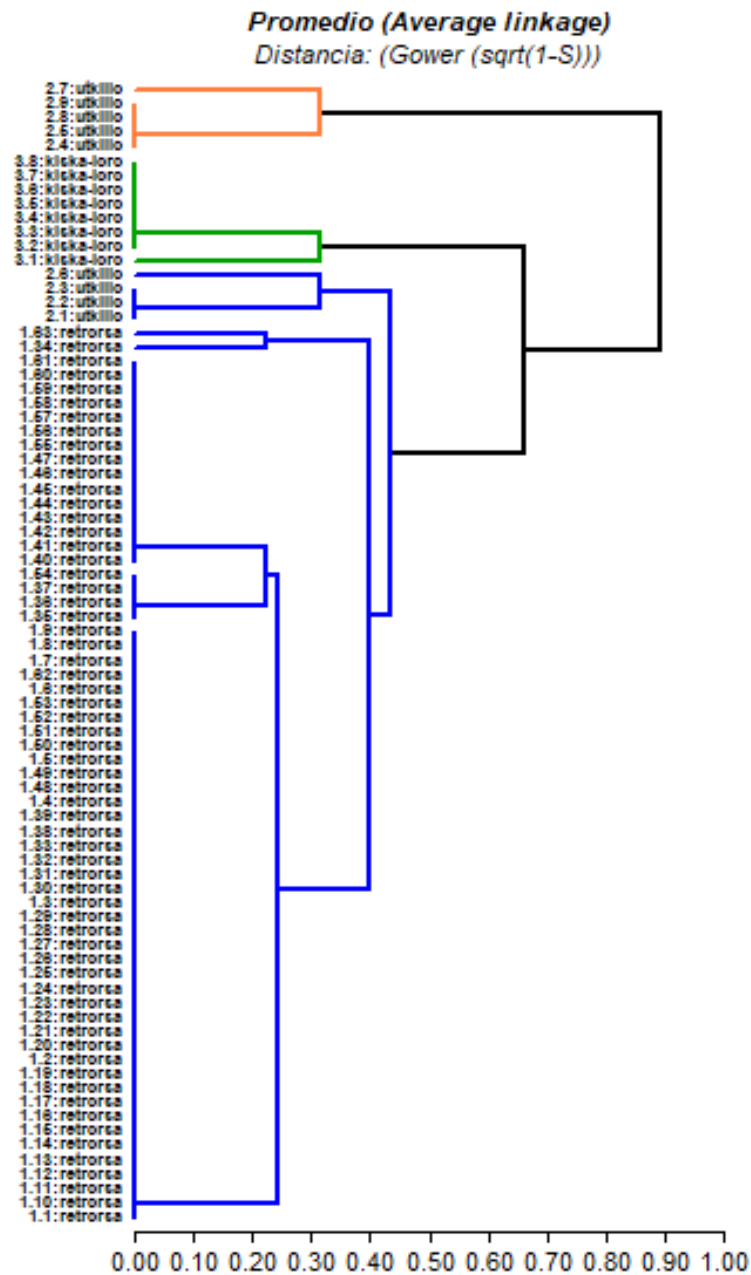 Promedio (Average linkage)
Distancia: (Gower (sqrt(1-S)))
2.7:utkillo
2.9:utkillo
2.8:utkillo
2.5:utkillo
2.4:utkillo
3.8:kiska-loro
3.7:kiska-loro
3.6:kiska-loro
3.5:kiska-loro
3.4:kiska-loro
3.3:kiska-loro
3.2:kiska-loro
3.1:kiska-loro
2.6:utkillo
2.3:utkillo
2.2:utkillo
2.1:utkillo
1.63:retrorsa
1.34:retrorsa
1.61:retrorsa
1.60:retrorsa
1.59:retrorsa
1.58:retrorsa
1.57:retrorsa
1.56:retrorsa
1.55:retrorsa
1.47:retrorsa
1.46:retrorsa
1.45:retrorsa
1.44:retrorsa
1.43:retrorsa
1.42:retrorsa
1.41:retrorsa
1.40:retrorsa
1.54:retrorsa
1.37:retrorsa
1.36:retrorsa
1.35:retrorsa
1.9:retrorsa
1.8:retrorsa
1.7:retrorsa
1.62:retrorsa
1.6:retrorsa
1.53:retrorsa
1.52:retrorsa
1.51:retrorsa
1.50:retrorsa
1.5:retrorsa
1.49:retrorsa
1.48:retrorsa
1.4:retrorsa
1.39:retrorsa
1.38:retrorsa
1.33:retrorsa
1.32:retrorsa
1.31:retrorsa
1.30:retrorsa
1.3:retrorsa
1.29:retrorsa
1.28:retrorsa
1.27:retrorsa
1.26:retrorsa
1.25:retrorsa
1.24:retrorsa
1.23:retrorsa
1.22:retrorsa
1.21:retrorsa
1.20:retrorsa
1.2:retrorsa
1.19:retrorsa
1.18:retrorsa
1.17:retrorsa
1.16:retrorsa
1.15:retrorsa
1.14:retrorsa
1.13:retrorsa
1.12:retrorsa
1.11:retrorsa
1.10:retrorsa
1.1:retrorsa
0.00 0.10 0.20 0.30 0.40 0.50 0.60 0.70 0.80 0.90 1.00